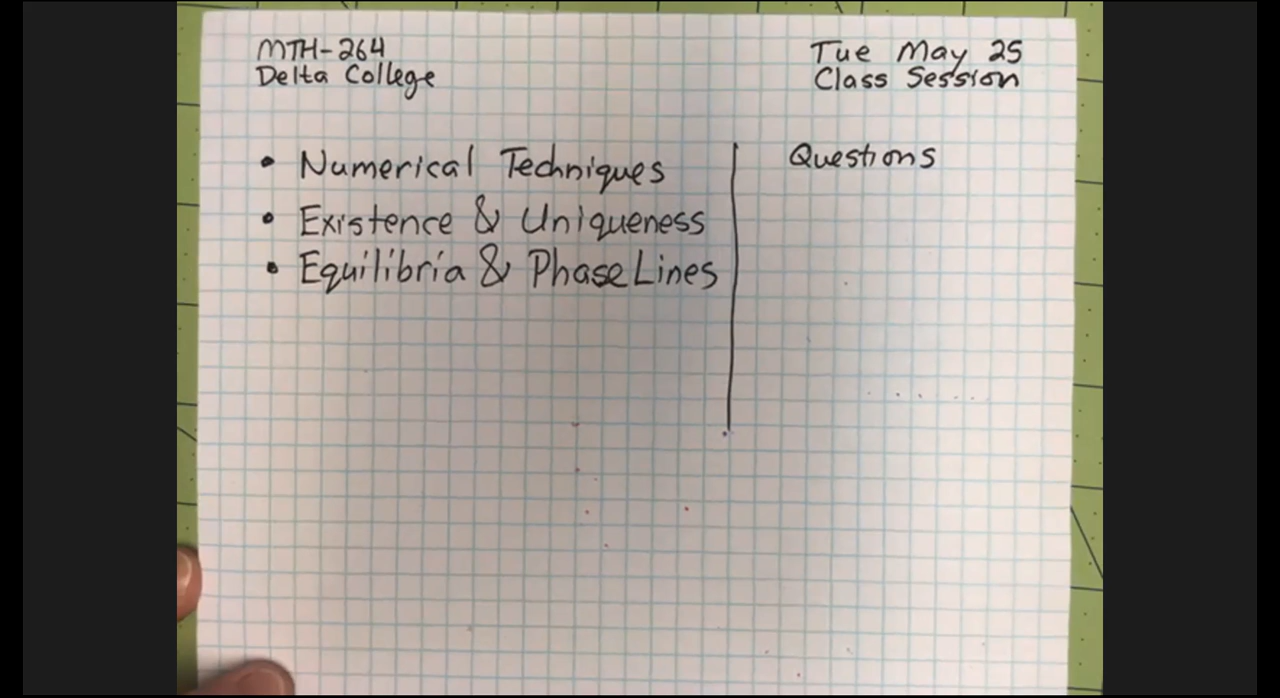 MTH-264
Delta College
Tue May 25
Class Session
• Numerical Techniques
• Existence & Uniqueness
• Equilibria & Phase Lines
Questions